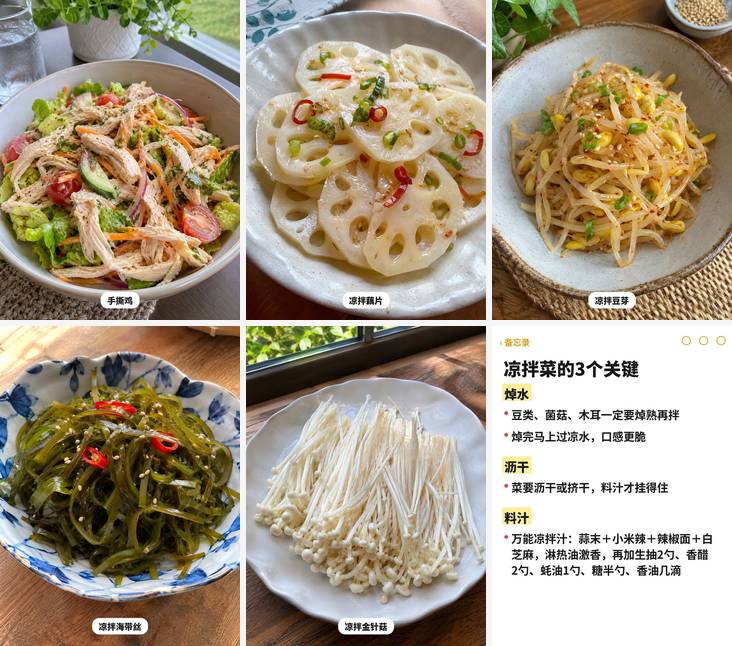 手撕鸡
凉拌藕片
凉拌豆芽
凉拌海带丝
凉拌金针菇
‹ 备忘录
凉拌菜的3个关键
焯水
• 豆类、菌菇、木耳一定要焯熟再拌
• 焯完马上过凉水，口感更脆
沥干
• 菜要沥干或挤干，料汁才挂得住
料汁
• 万能凉拌汁：蒜末＋小米辣＋辣椒面＋白
芝麻，淋热油激香，再加生抽2勺、香醋
2勺、蚝油1勺、糖半勺、香油几滴